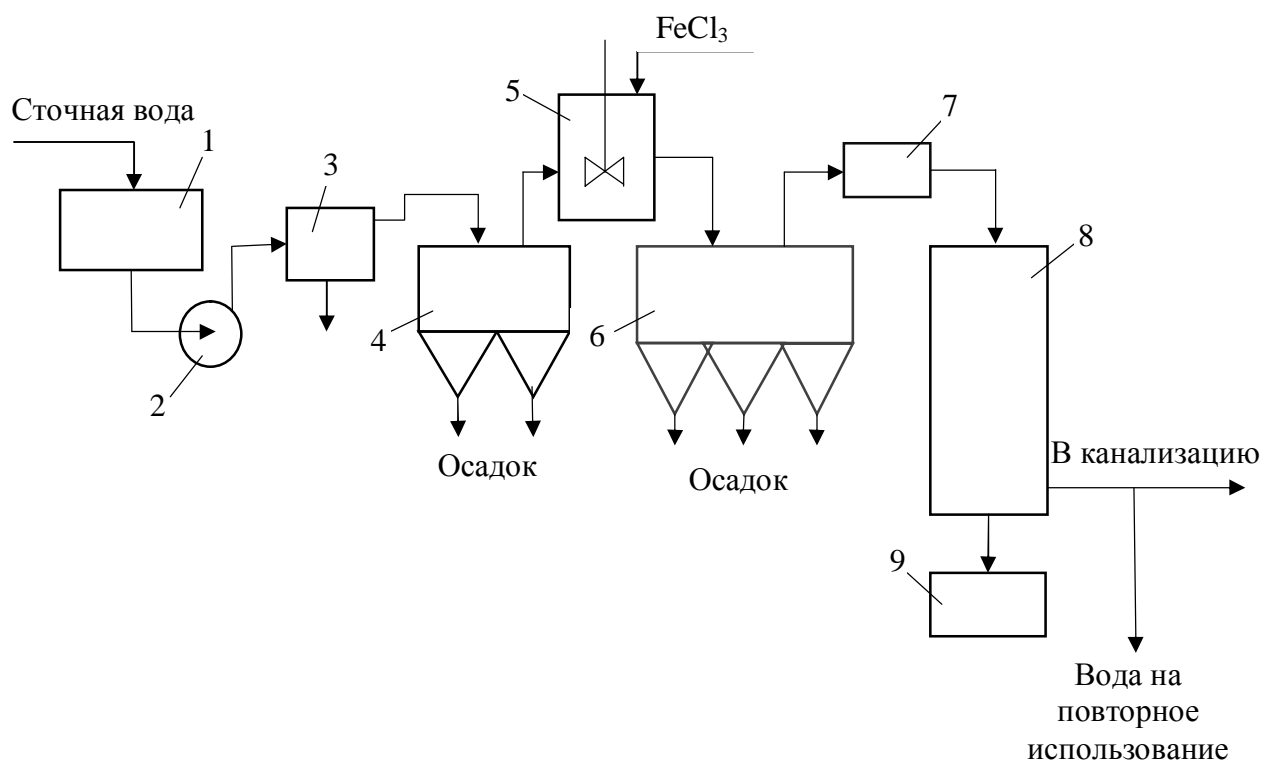 FeCl₃
Сточная вода
1
2
3
4
5
6
7
8
9
Осадок
Осадок
В канализацию
Вода на
повторное
использование